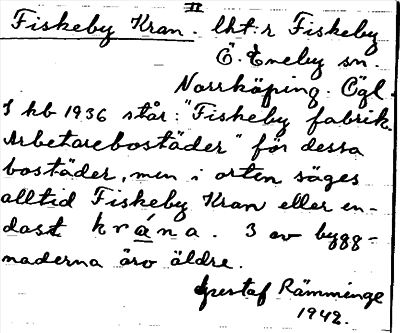 II
Fiskeby Kran. lht:r Fiskeby
Ö. Eneby sn.
Norrköping. Ögl.
I kb 1936 står: "Fiskeby fabrik.
Arbetarebostäder" för dessa
bostäder, men i orten säges
alltid Fiskeby Kran eller en-
dast krána. 3 av bygg-
naderna äro äldre.
Gustaf Rämminge
1942.